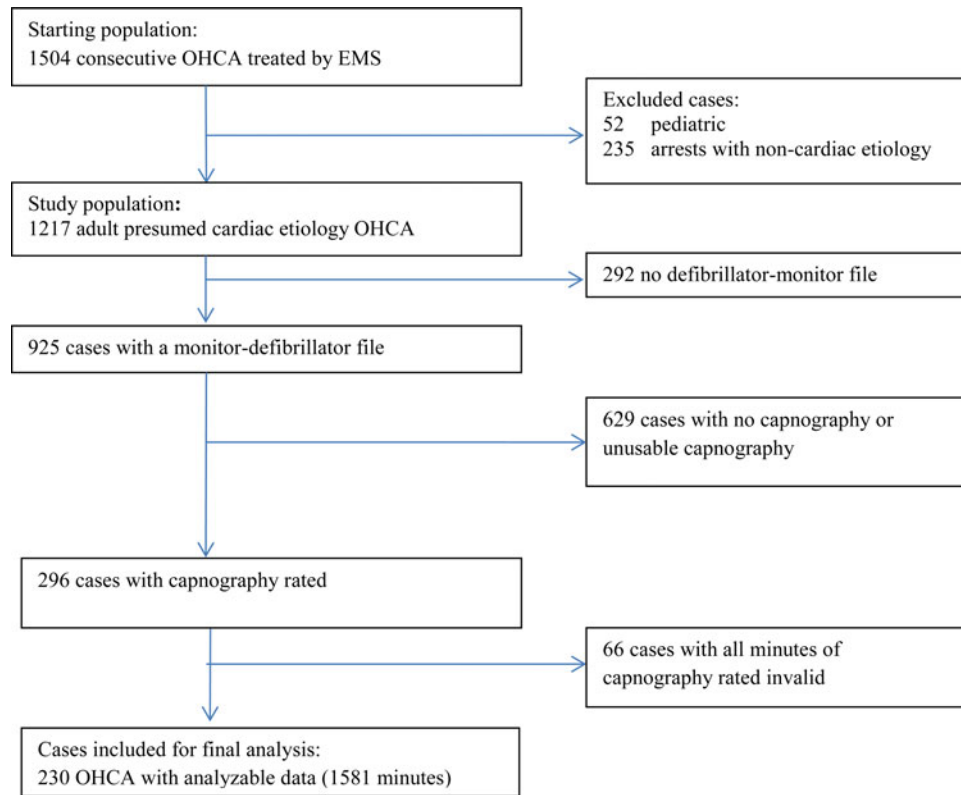 Starting population:
1504 consecutive OHCA treated by EMS
Excluded cases:
52 pediatric
235 arrests with non-cardiac etiology
Study population:
1217 adult presumed cardiac etiology OHCA
292 no defibrillator-monitor file
925 cases with a monitor-defibrillator file
629 cases with no capnography or
unusable capnography
296 cases with capnography rated
66 cases with all minutes of
capnography rated invalid
Cases included for final analysis:
230 OHCA with analyzable data (1581 minutes)